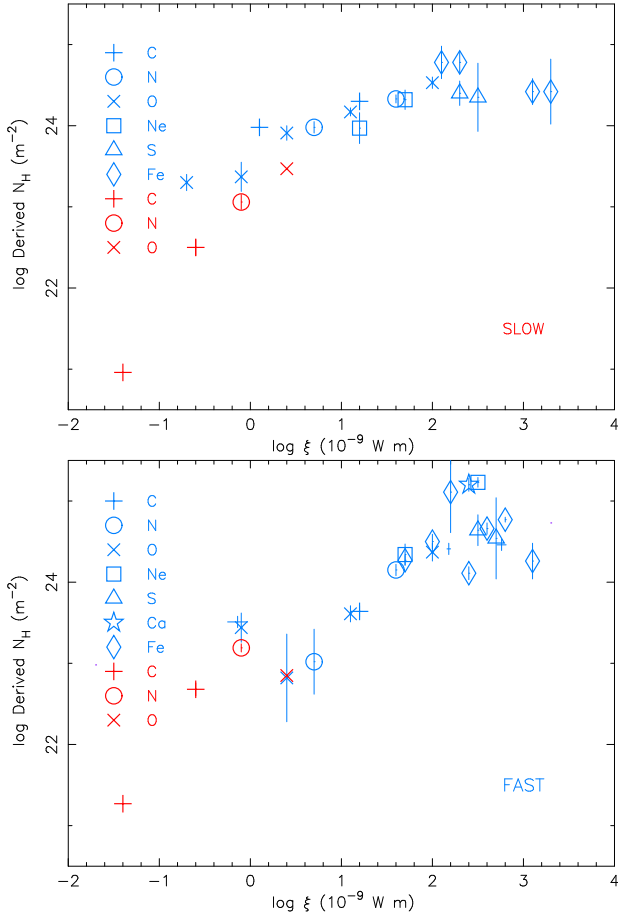 C
N
O
Ne
S
Fe
C
N
O
SLOW
24
22
log Derived N_H (m⁻²)
−2 −1 0 1 2 3 4
log ξ (10⁻⁹ W m)
C
N
O
Ne
S
Ca
Fe
C
N
O
FAST
24
22
log Derived N_H (m⁻²)
−2 −1 0 1 2 3 4
log ξ (10⁻⁹ W m)